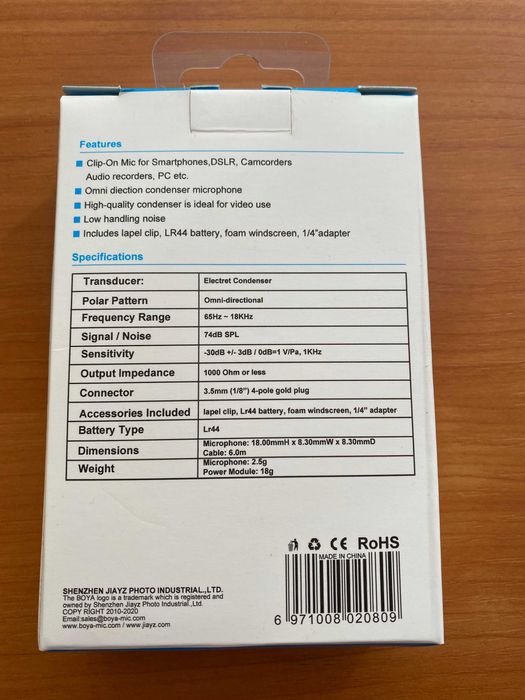 Features
Clip-On Mic for Smartphones,DSLR, Camcorders
Audio recorders, PC etc.
Omni diection condenser microphone
High-quality condenser is ideal for video use
Low handling noise
Includes lapel clip, LR44 battery, foam windscreen, 1/4"adapter
Specifications
Transducer: Electret Condenser
Polar Pattern Omni-directional
Frequency Range 65Hz ~ 18KHz
Signal / Noise 74dB SPL
Sensitivity -30dB +/- 3dB / 0dB=1 V/Pa, 1KHz
Output Impedance 1000 Ohm or less
Connector 3.5mm (1/8") 4-pole gold plug
Accessories Included lapel clip, Lr44 battery, foam windscreen, 1/4" adapter
Battery Type Lr44
Dimensions Microphone: 18.00mmH x 8.30mmW x 8.30mmD
Cable: 6.0m
Weight Microphone: 2.5g
Power Module: 18g
CE RoHS
MADE IN CHINA
SHENZHEN JIAYZ PHOTO INDUSTRIAL.,LTD.
The BOYA logo is a trademark which is registered and
owned by Shenzhen Jiayz Photo Industrial.,Ltd.
COPY RIGHT 2010-2020
Email:sales@boya-mic.com
www.boya-mic.com / www.jiayz.com
6 971008 020809